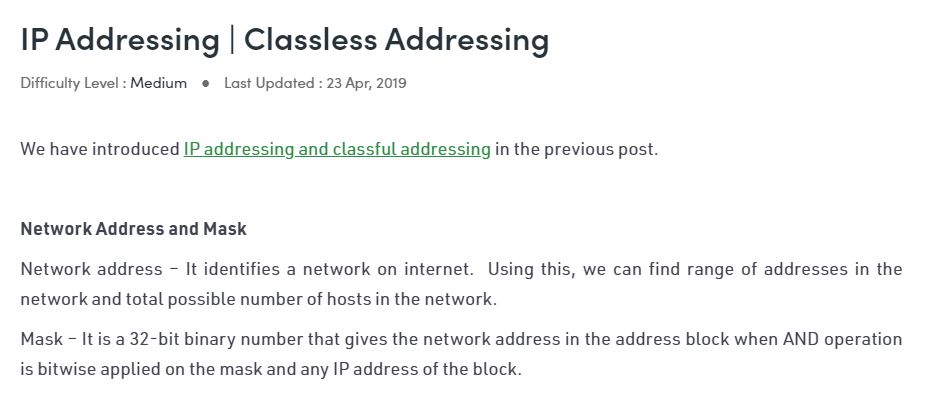 IP Addressing | Classless Addressing
Difficulty Level : Medium ● Last Updated : 23 Apr, 2019
We have introduced IP addressing and classful addressing in the previous post.
Network Address and Mask
Network address – It identifies a network on internet. Using this, we can find range of addresses in the
network and total possible number of hosts in the network.
Mask – It is a 32-bit binary number that gives the network address in the address block when AND operation
is bitwise applied on the mask and any IP address of the block.